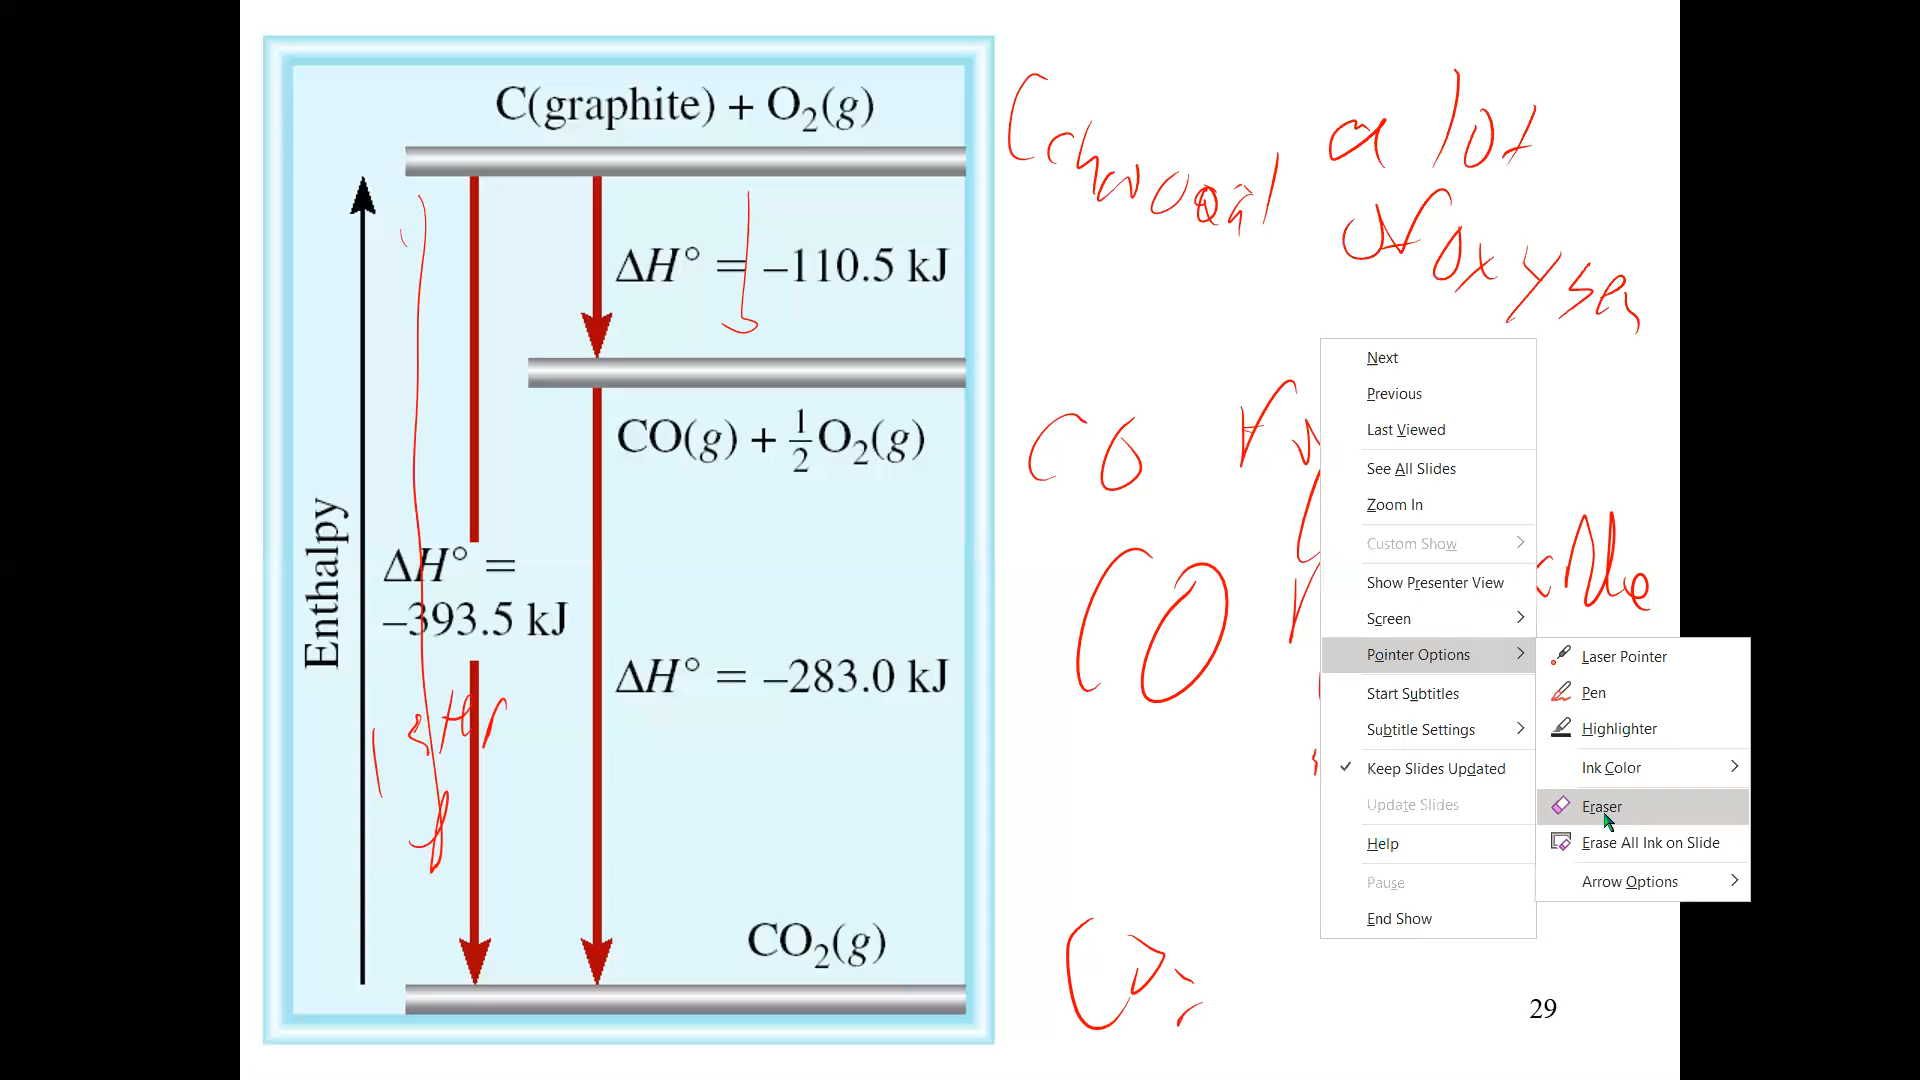 C(graphite) + O₂(g)
ΔH° = –110.5 kJ
CO(g) + ½O₂(g)
Enthalpy
ΔH° =
–393.5 kJ
ΔH° = –283.0 kJ
CO₂(g)
a lot
of oxygen
CO
CO
Next
Previous
Last Viewed
See All Slides
Zoom In
Custom Show
Show Presenter View
Screen
Pointer Options
Start Subtitles
Subtitle Settings
Keep Slides Updated
Update Slides
Help
Pause
End Show
Laser Pointer
Pen
Highlighter
Ink Color
Eraser
Erase All Ink on Slide
Arrow Options
29